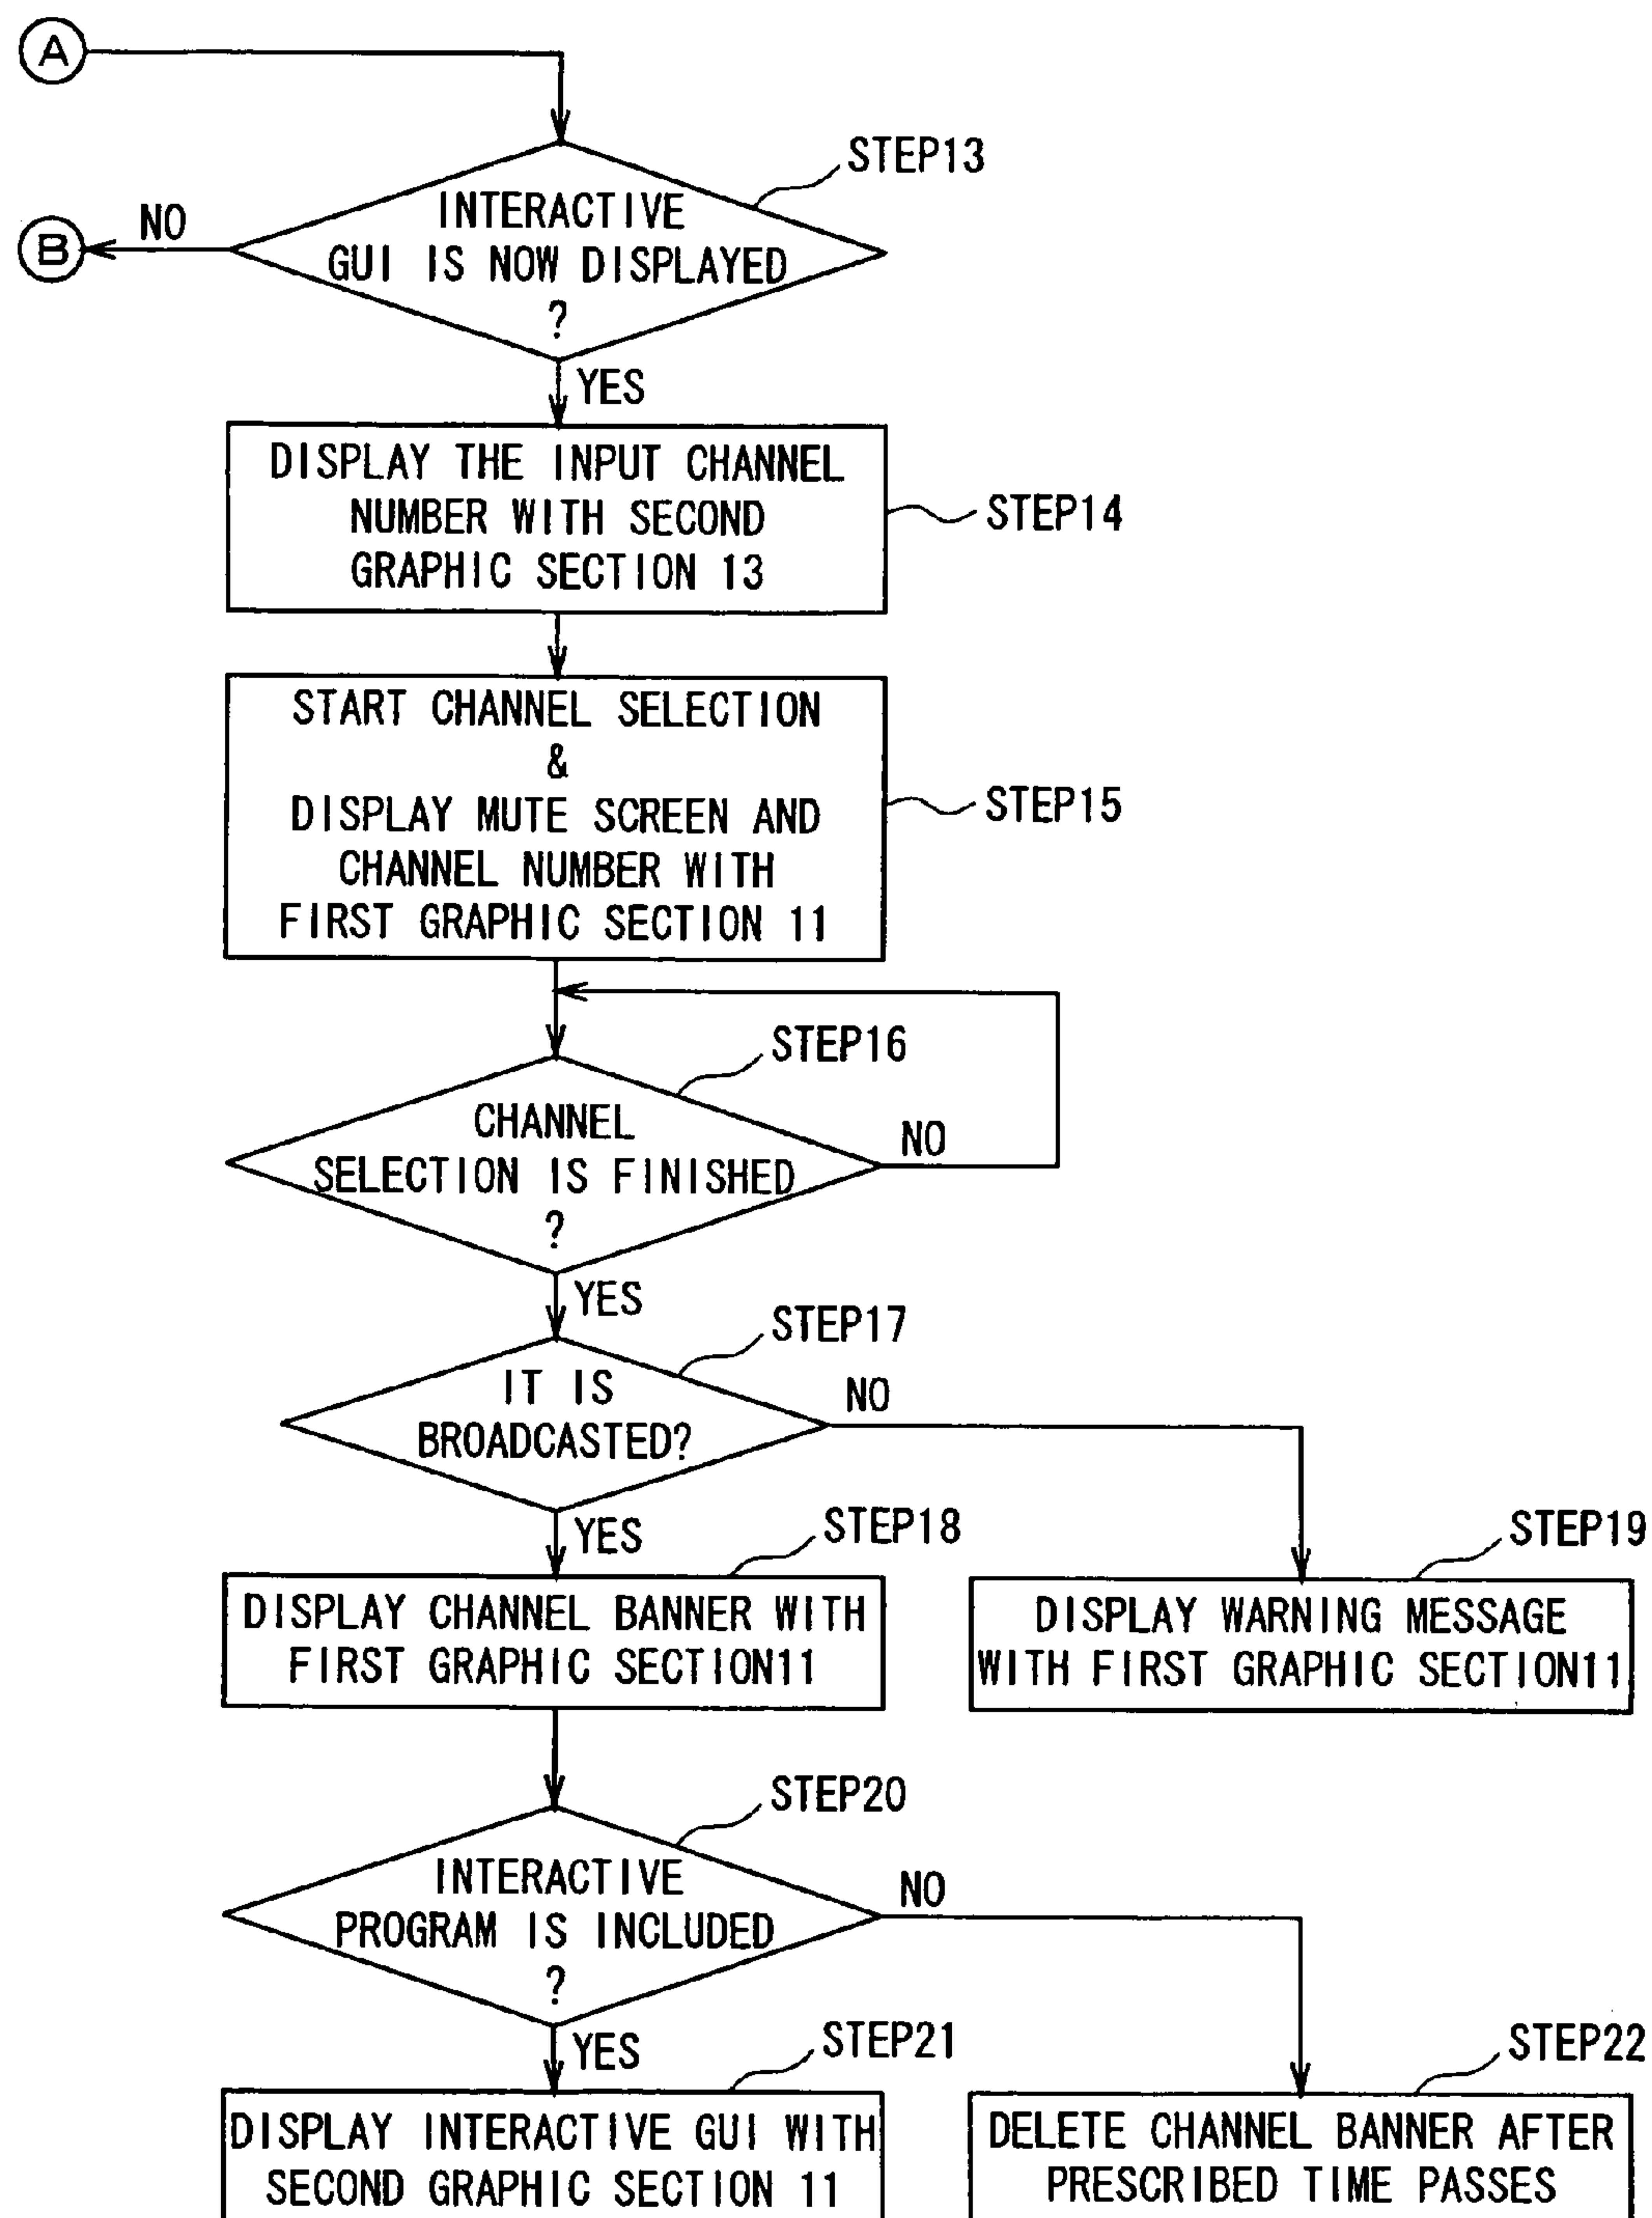 A
STEP13
INTERACTIVE
GUI IS NOW DISPLAYED
?
NO
B
YES
DISPLAY THE INPUT CHANNEL
NUMBER WITH SECOND
GRAPHIC SECTION 13
STEP14
START CHANNEL SELECTION
&
DISPLAY MUTE SCREEN AND
CHANNEL NUMBER WITH
FIRST GRAPHIC SECTION 11
STEP15
STEP16
CHANNEL
SELECTION IS FINISHED
?
NO
YES
STEP17
IT IS
BROADCASTED?
NO
YES
STEP18
DISPLAY CHANNEL BANNER WITH
FIRST GRAPHIC SECTION11
STEP19
DISPLAY WARNING MESSAGE
WITH FIRST GRAPHIC SECTION11
STEP20
INTERACTIVE
PROGRAM IS INCLUDED
?
NO
YES
STEP21
DISPLAY INTERACTIVE GUI WITH
SECOND GRAPHIC SECTION 11
STEP22
DELETE CHANNEL BANNER AFTER
PRESCRIBED TIME PASSES